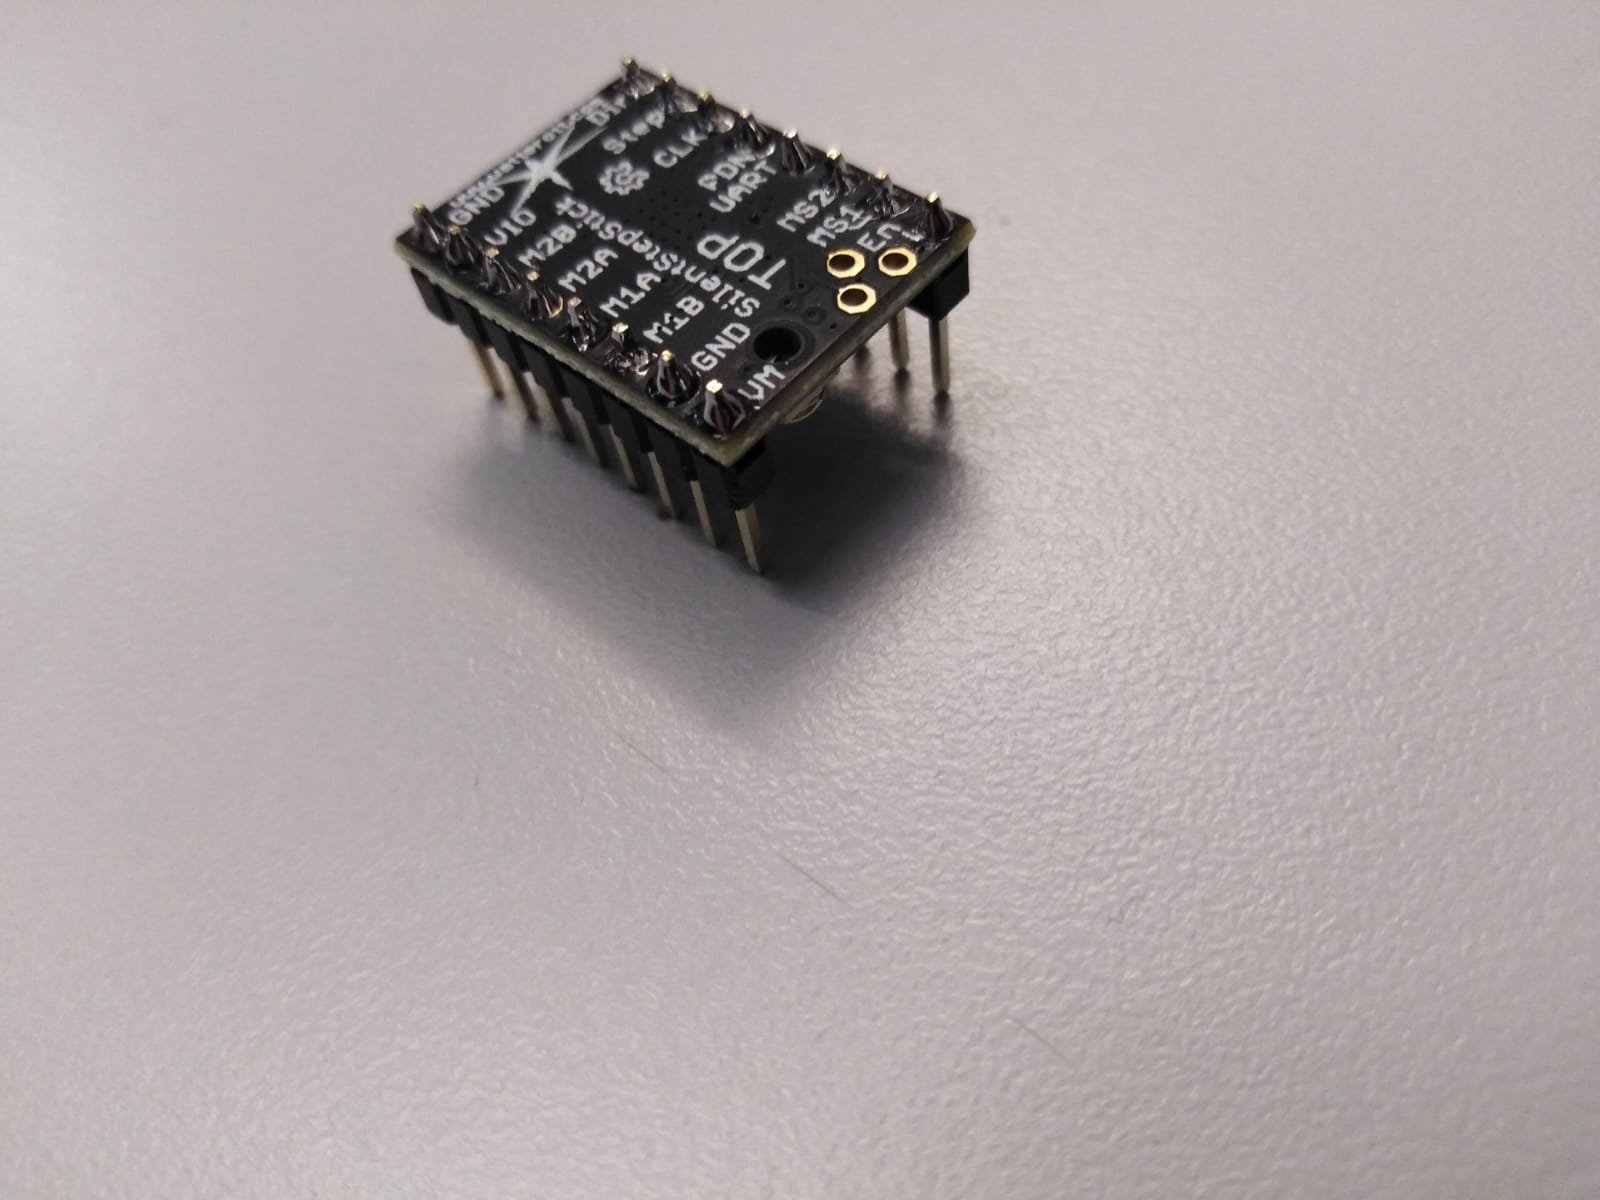 Dir
Step
CLK
PDN
UART
MS2
MS1
En
TOP
SilentStepStick
GND
VIO
M2B
M2A
M1A
M1B
GND
VM